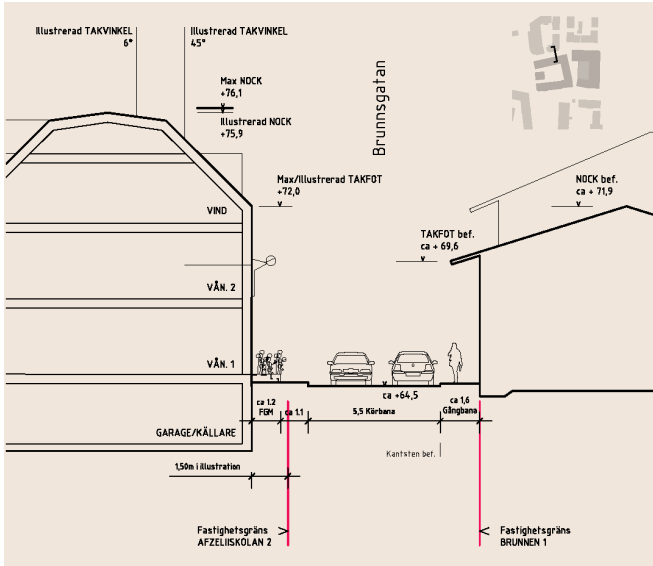 Illustrerad TAKVINKEL
6°
Illustrerad TAKVINKEL
45°
Max NOCK
+76,1
Illustrerad NOCK
+75,9
Brunnsgatan
Max/Illustrerad TAKFOT
+72,0
NOCK bef.
ca + 71,9
VIND
TAKFOT bef.
ca + 69,6
VÅN. 2
VÅN. 1
ca +64,5
ca 1.2
FGM
ca 1.1
5,5 Körbana
ca 1,6
Gångbana
GARAGE/KÄLLARE
Kantsten bef.
1,50m i illustration
Fastighetsgräns
AFZELIISKOLAN 2
Fastighetsgräns
BRUNNEN 1